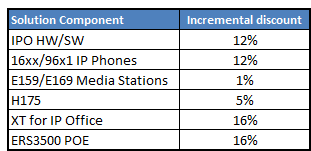 Solution Component Incremental discount
IPO HW/SW 12%
16xx/96x1 IP Phones 12%
E159/E169 Media Stations 1%
H175 5%
XT for IP Office 16%
ERS3500 POE 16%